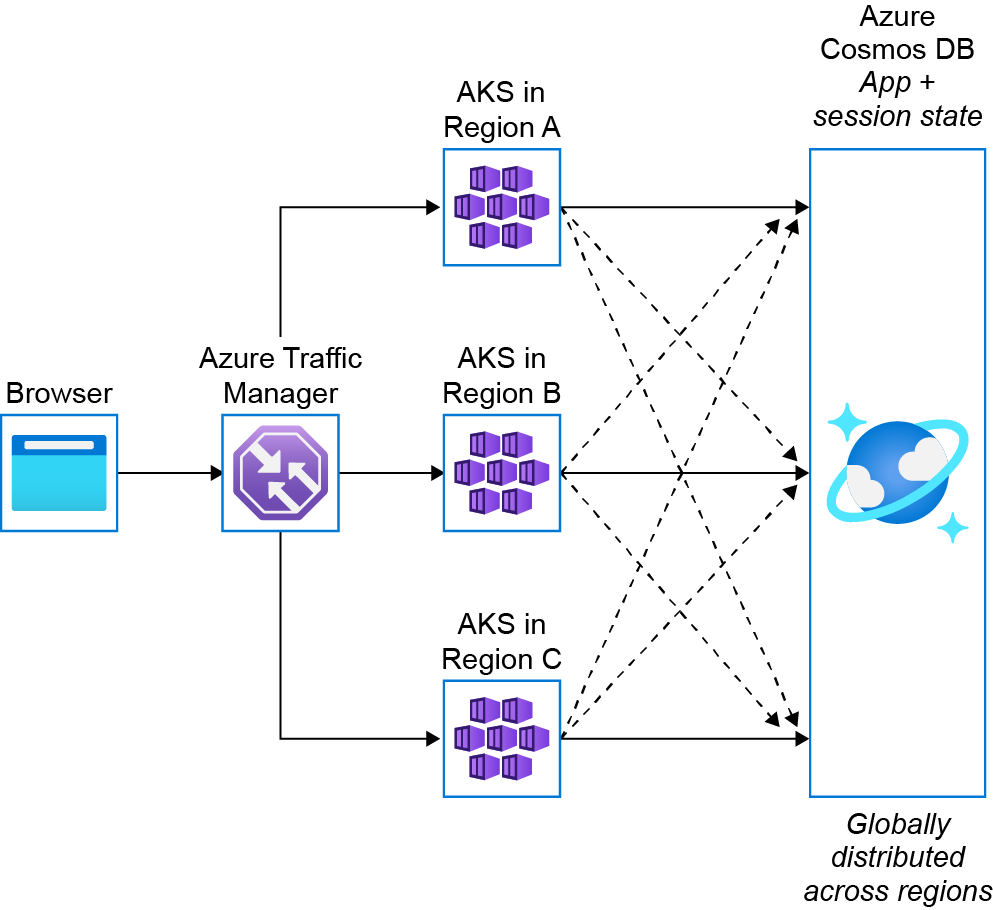 Azure
Cosmos DB
App +
session state
AKS in
Region A
Azure Traffic
Manager
AKS in
Region B
Browser
AKS in
Region C
Globally
distributed
across regions